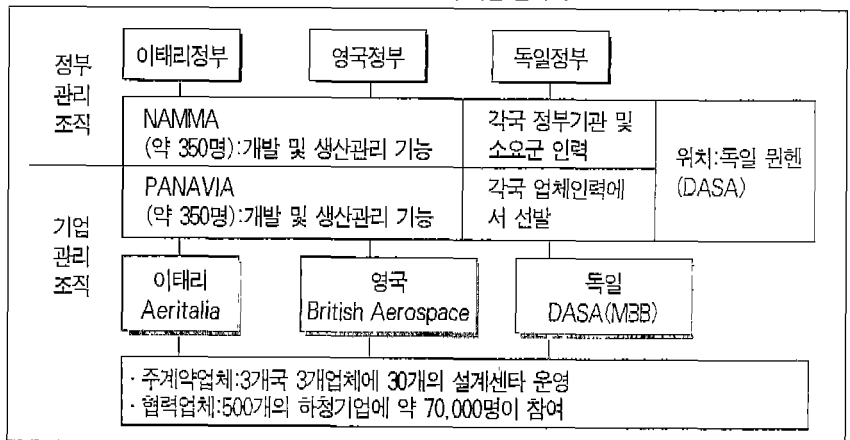 정부
관리
조직
이태리정부
영국정부
독일정부
NAMMA
(약 350명):개발 및 생산관리 기능
각국 정부기관 및
소요군 인력
위치:독일 뮌헨
(DASA)
PANAVIA
(약 350명):개발 및 생산관리 기능
각국 업체인력에
서 선발
기업
관리
조직
이태리
Aeritalia
영국
British Aerospace
독일
DASA(MBB)
· 주계약업체:3개국 3개업체에 30개의 설계센타 운영
· 협력업체:500개의 하청기업에 약 70,000명이 참여